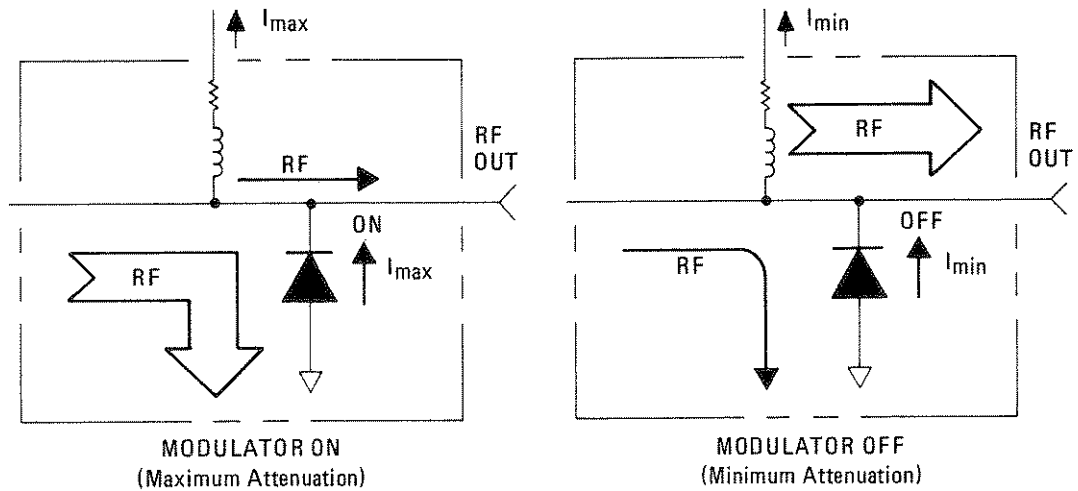 Imax
RF
OUT
RF
ON
Imax
RF
MODULATOR ON
(Maximum Attenuation)
Imin
RF
RF
OUT
OFF
Imin
RF
MODULATOR OFF
(Minimum Attenuation)